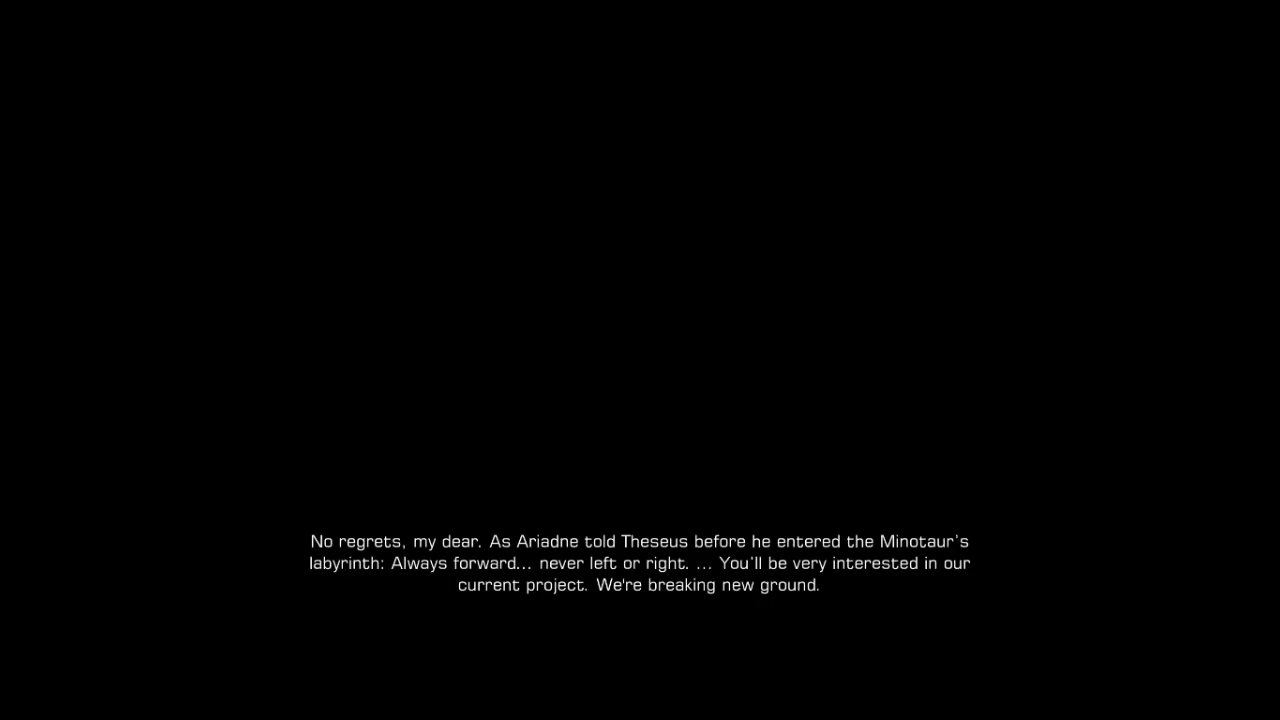 No regrets, my dear. As Ariadne told Theseus before he entered the Minotaur's
labyrinth: Always forward... never left or right. ... You'll be very interested in our
current project. We're breaking new ground.